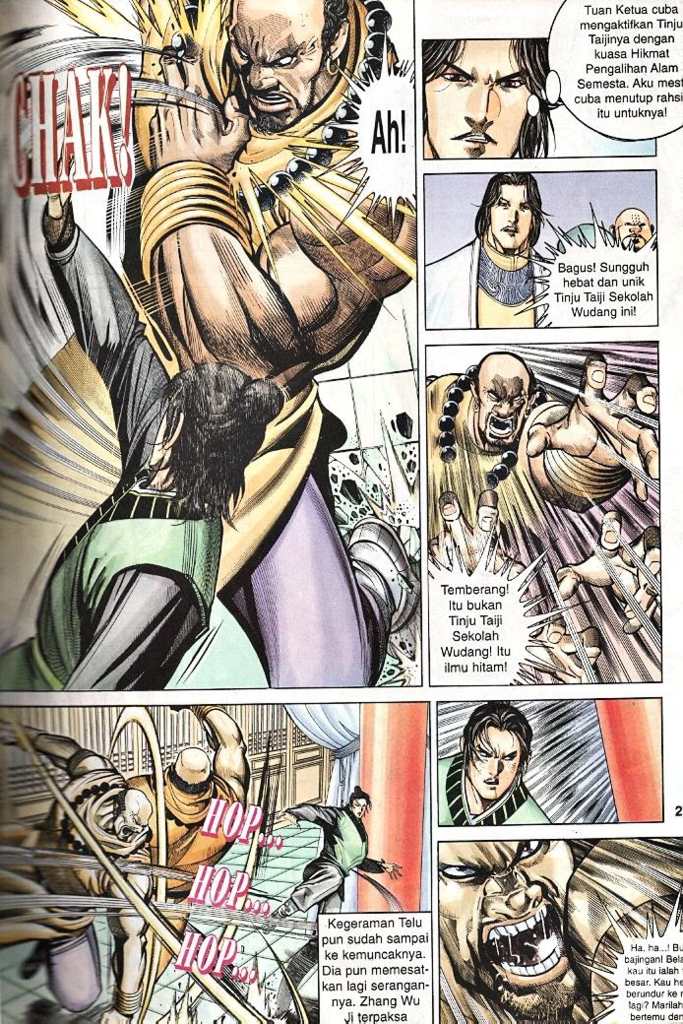 CHAK!
Ah!
Tuan Ketua cuba
mengaktifkan Tinju
Taijinya dengan
kuasa Hikmat
Pengalihan Alam
Semesta. Aku mest
cuba menutup rahsi
itu untuknya!
Bagus! Sungguh
hebat dan unik
Tinju Taiji Sekolah
Wudang ini!
Temberang!
Itu bukan
Tinju Taiji
Sekolah
Wudang! Itu
ilmu hitam!
HOP...
HOP...
HOP...
Kegeraman Telu
pun sudah sampai
ke kemuncaknya.
Dia pun memesat-
kan lagi serangan-
nya. Zhang Wu
Ji terpaksa
2
Ha, ha...! Bu
bajingan! Bela
kau itu ialah
besar. Kau he
berundur ke
lagi? Marilah
bertemu den